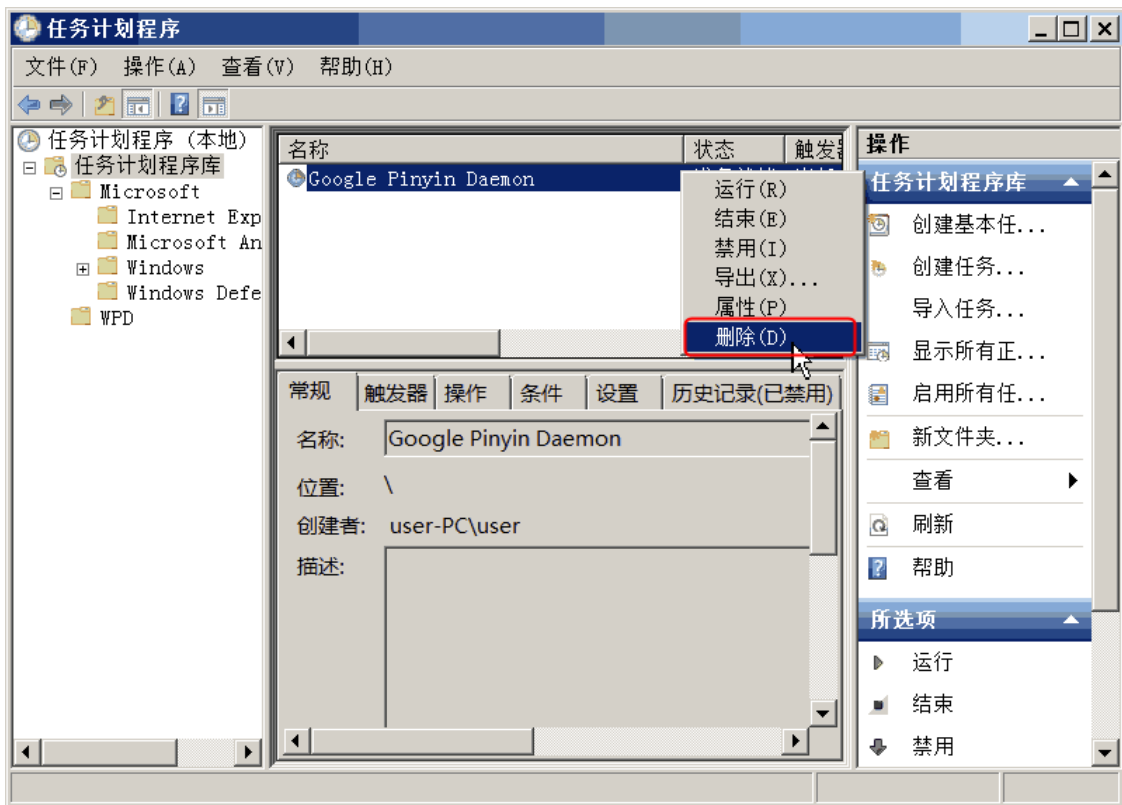 任务计划程序
文件(F) 操作(A) 查看(V) 帮助(H)
任务计划程序 (本地)
任务计划程序库
Microsoft
Internet Exp
Microsoft An
Windows
Windows Defe
WPD
名称 状态 触发器
Google Pinyin Daemon
运行(R)
结束(E)
禁用(I)
导出(X)...
属性(P)
删除(D)
常规 触发器 操作 条件 设置 历史记录(已禁用)
名称: Google Pinyin Daemon
位置: \
创建者: user-PC\user
描述:
操作
任务计划程序库
创建基本任...
创建任务...
导入任务...
显示所有正...
启用所有任...
新文件夹...
查看
刷新
帮助
所选项
运行
结束
禁用